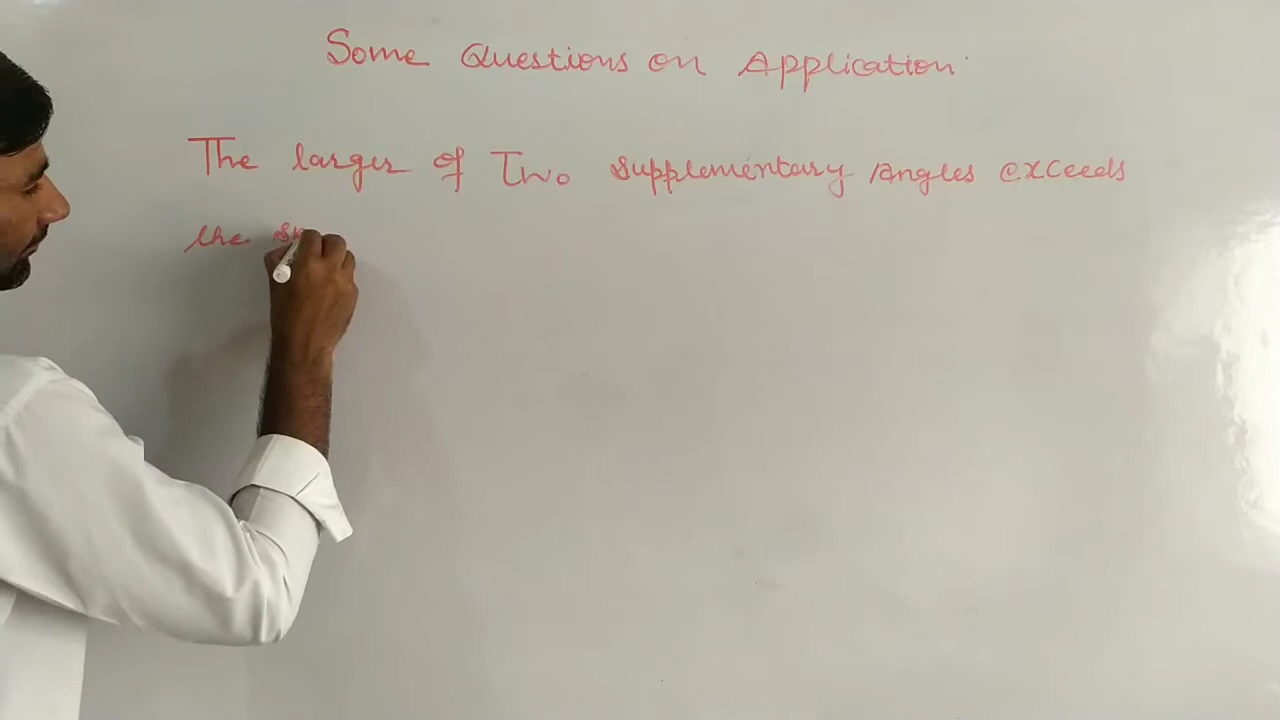 Some Questions on Application
The larger of Two Supplementary Angles exceeds
the